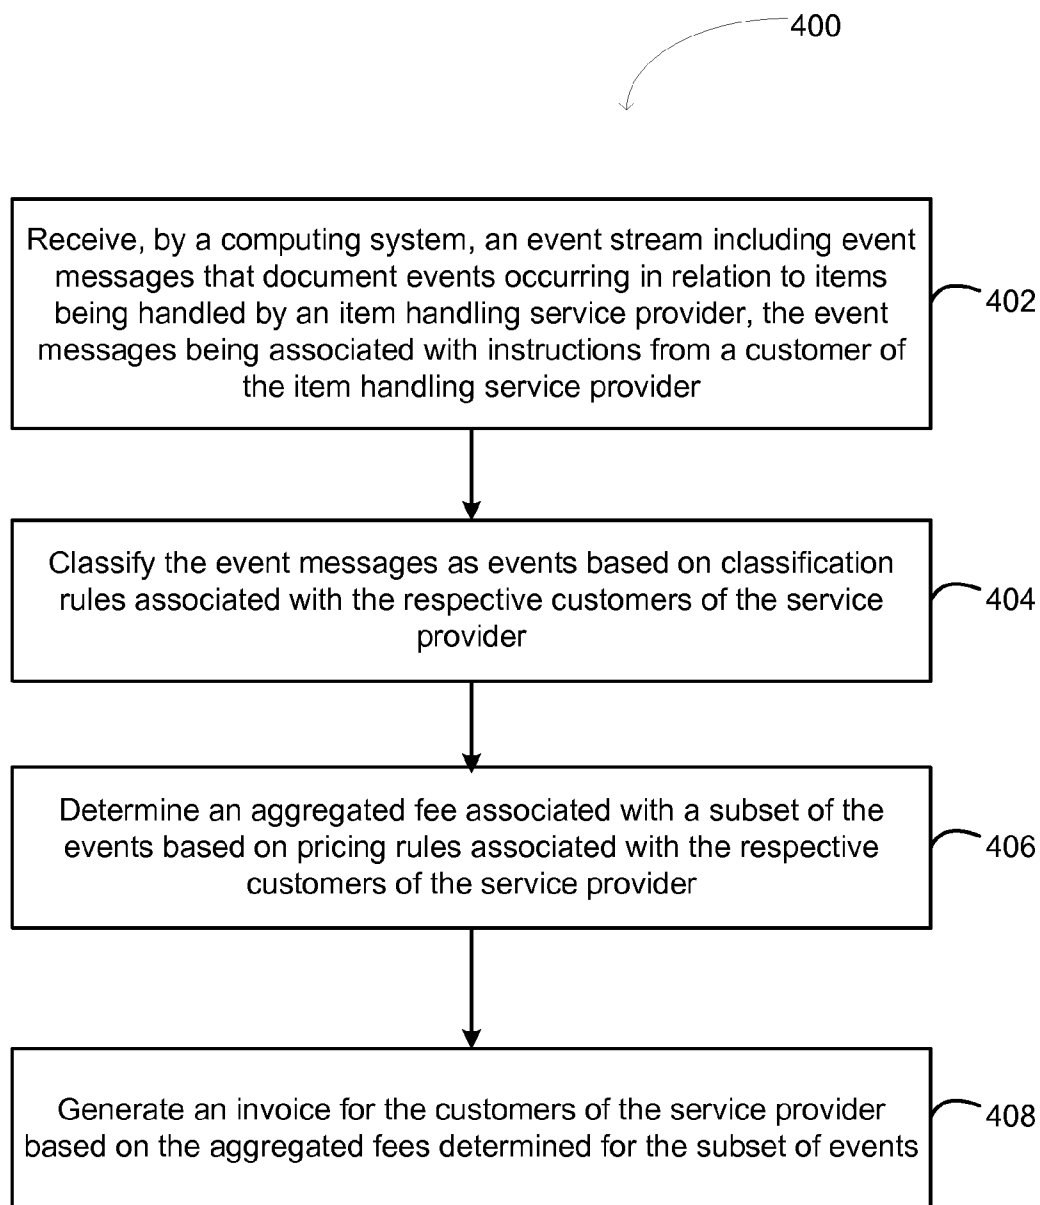 400
Receive, by a computing system, an event stream including event
messages that document events occurring in relation to items
being handled by an item handling service provider, the event
messages being associated with instructions from a customer of
the item handling service provider
402
Classify the event messages as events based on classification
rules associated with the respective customers of the service
provider
404
Determine an aggregated fee associated with a subset of the
events based on pricing rules associated with the respective
customers of the service provider
406
Generate an invoice for the customers of the service provider
based on the aggregated fees determined for the subset of events
408